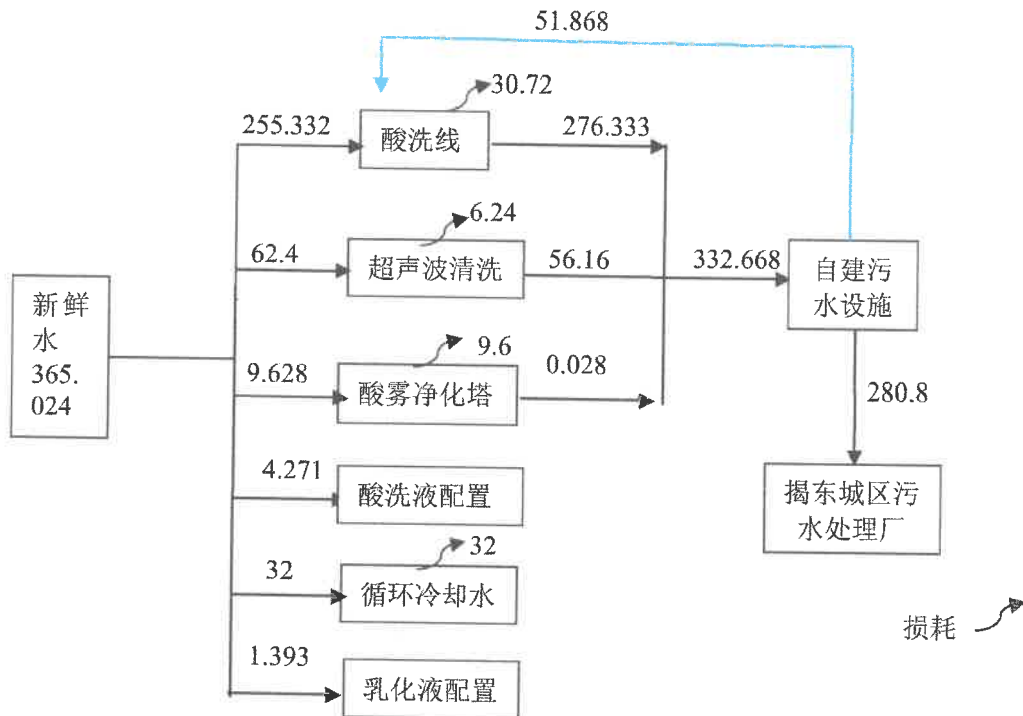 51.868
30.72
255.332
酸洗线
276.333
6.24
62.4
超声波清洗
56.16
332.668
自建污
水设施
新鲜
水
365.
024
9.6
9.628
酸雾净化塔
0.028
280.8
4.271
酸洗液配置
揭东城区污
水处理厂
32
32
循环冷却水
损耗
1.393
乳化液配置